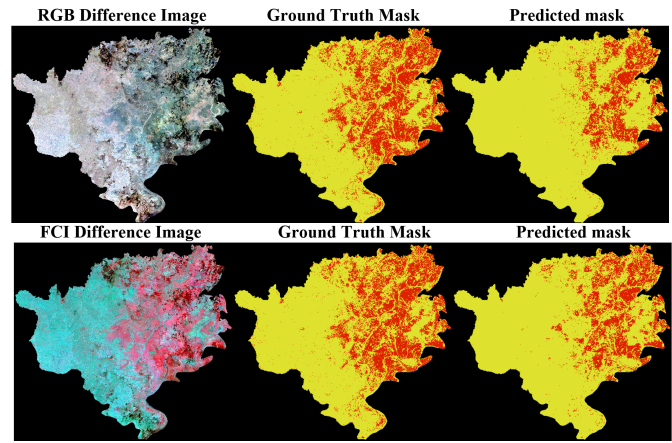 RGB Difference Image Ground Truth Mask Predicted mask
FCI Difference Image Ground Truth Mask Predicted mask